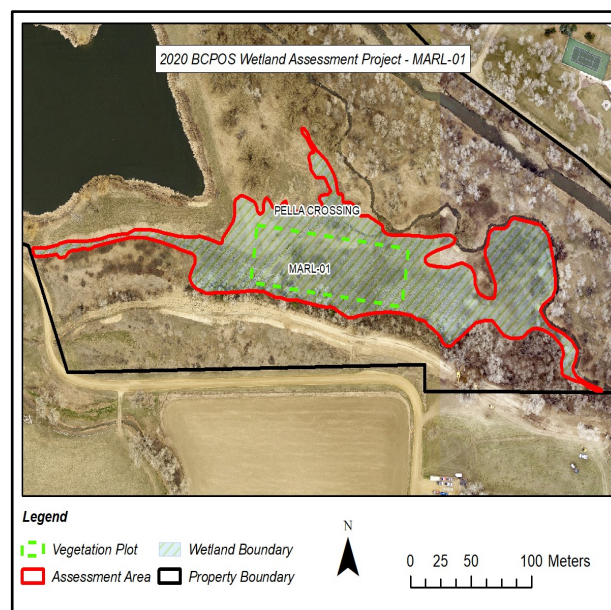 2020 BCPOS Wetland Assessment Project - MARL-01
PELLA CROSSING
MARL-01
Legend
Vegetation Plot
Wetland Boundary
Assessment Area
Property Boundary
N
0 25 50 100 Meters